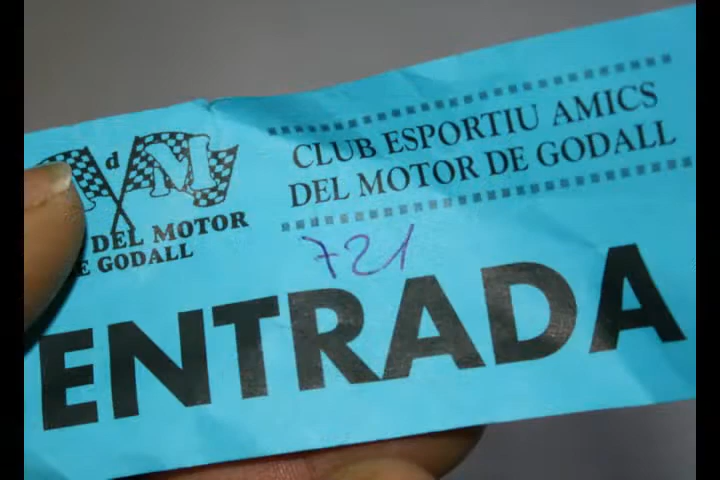 d
M
DEL MOTOR
GODALL
CLUB ESPORTIU AMICS
DEL MOTOR DE GODALL
721
ENTRADA